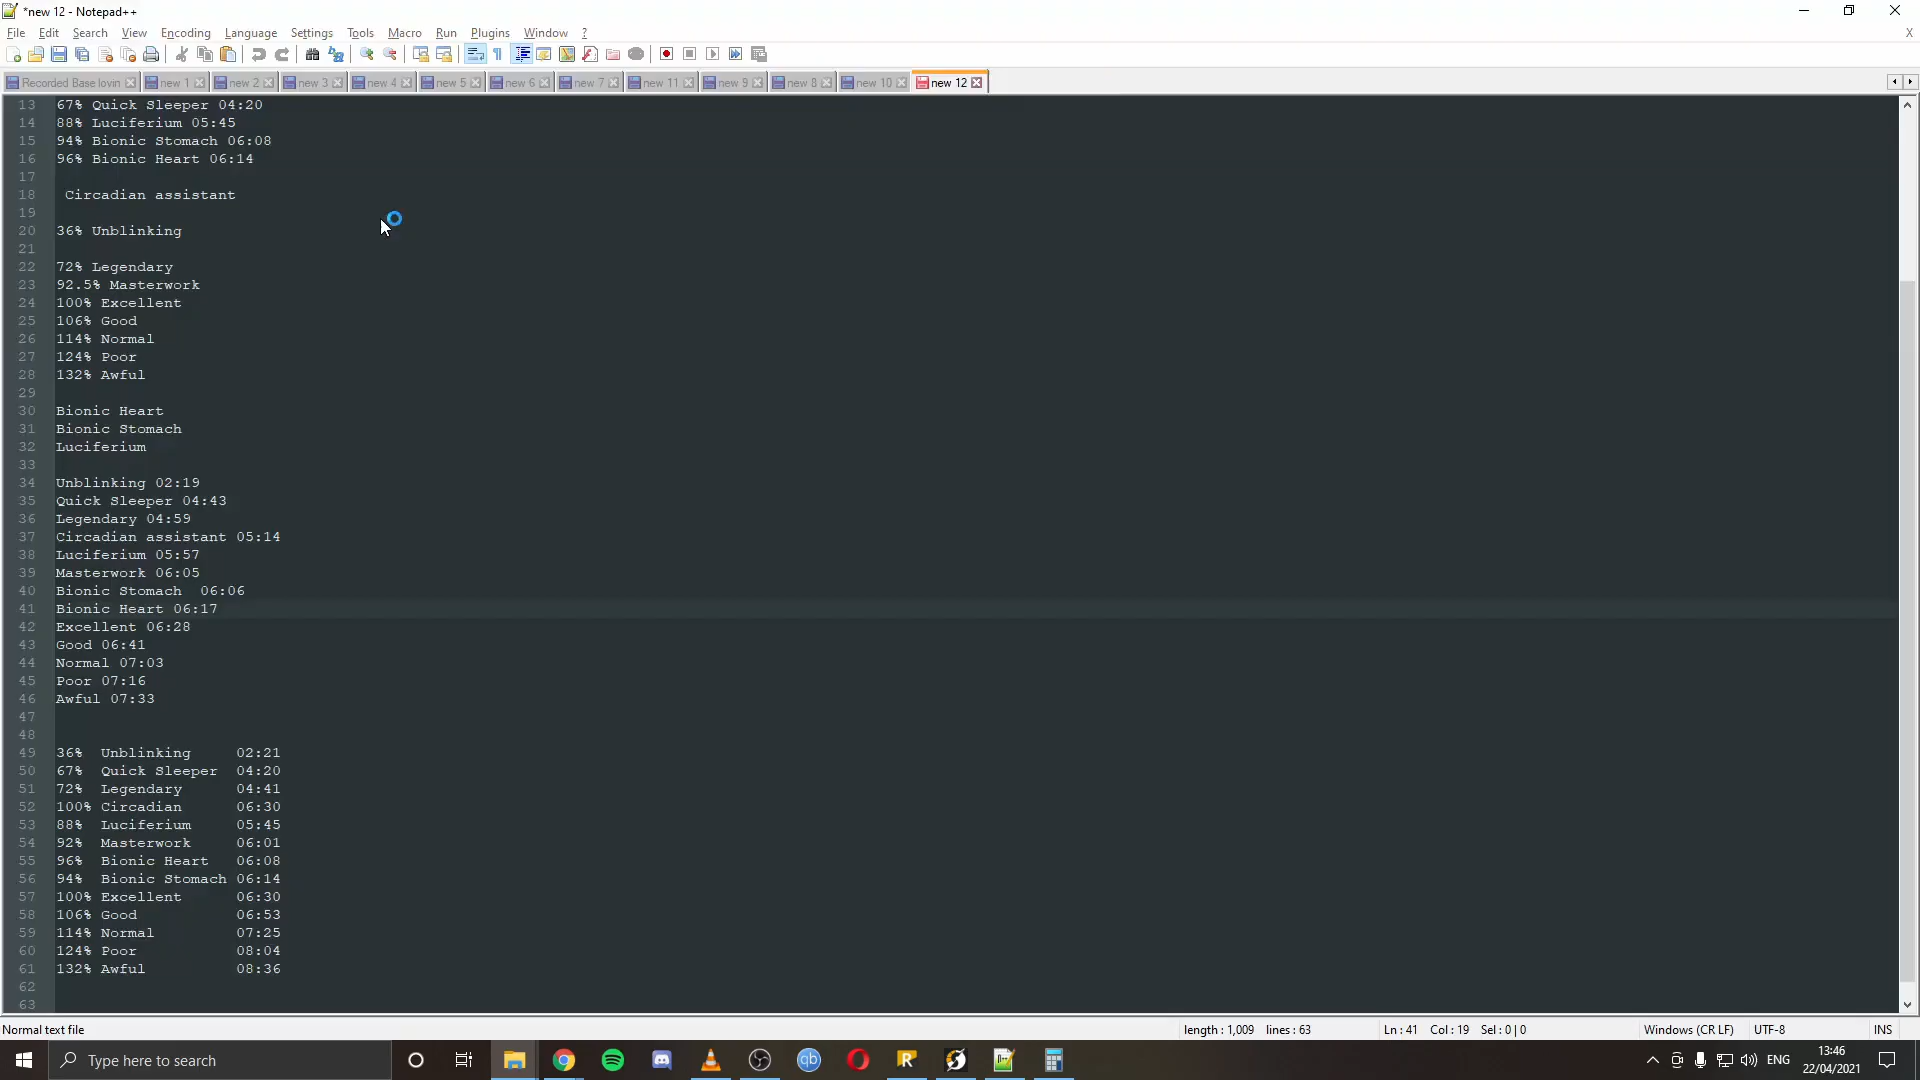 *new 12 - Notepad++
File Edit Search View Encoding Language Settings Tools Macro Run Plugins Window ? X
Recorded Base lovin new 1 new 2 new 3 new 4 new 5 new 6 new 7 new 11 new 9 new 8 new 10 new 12
13 67% Quick Sleeper 04:20
14 88% Luciferium 05:45
15 94% Bionic Stomach 06:08
16 96% Bionic Heart 06:14
17
18 Circadian assistant
19
20 36% Unblinking
21
22 72% Legendary
23 92.5% Masterwork
24 100% Excellent
25 106% Good
26 114% Normal
27 124% Poor
28 132% Awful
29
30 Bionic Heart
31 Bionic Stomach
32 Luciferium
33
34 Unblinking 02:19
35 Quick Sleeper 04:43
36 Legendary 04:59
37 Circadian assistant 05:14
38 Luciferium 05:57
39 Masterwork 06:05
40 Bionic Stomach  06:06
41 Bionic Heart 06:17
42 Excellent 06:28
43 Good 06:41
44 Normal 07:03
45 Poor 07:16
46 Awful 07:33
47
48
49 36%  Unblinking     02:21
50 67%  Quick Sleeper  04:20
51 72%  Legendary      04:41
52 100% Circadian      06:30
53 88%  Luciferium     05:45
54 92%  Masterwork     06:01
55 96%  Bionic Heart   06:08
56 94%  Bionic Stomach 06:14
57 100% Excellent      06:30
58 106% Good           06:53
59 114% Normal         07:25
60 124% Poor           08:04
61 132% Awful          08:36
62
63
Normal text file length : 1,009 lines : 63 Ln : 41 Col : 19 Sel : 0 | 0 Windows (CR LF) UTF-8 INS
Type here to search ENG 13:46
22/04/2021